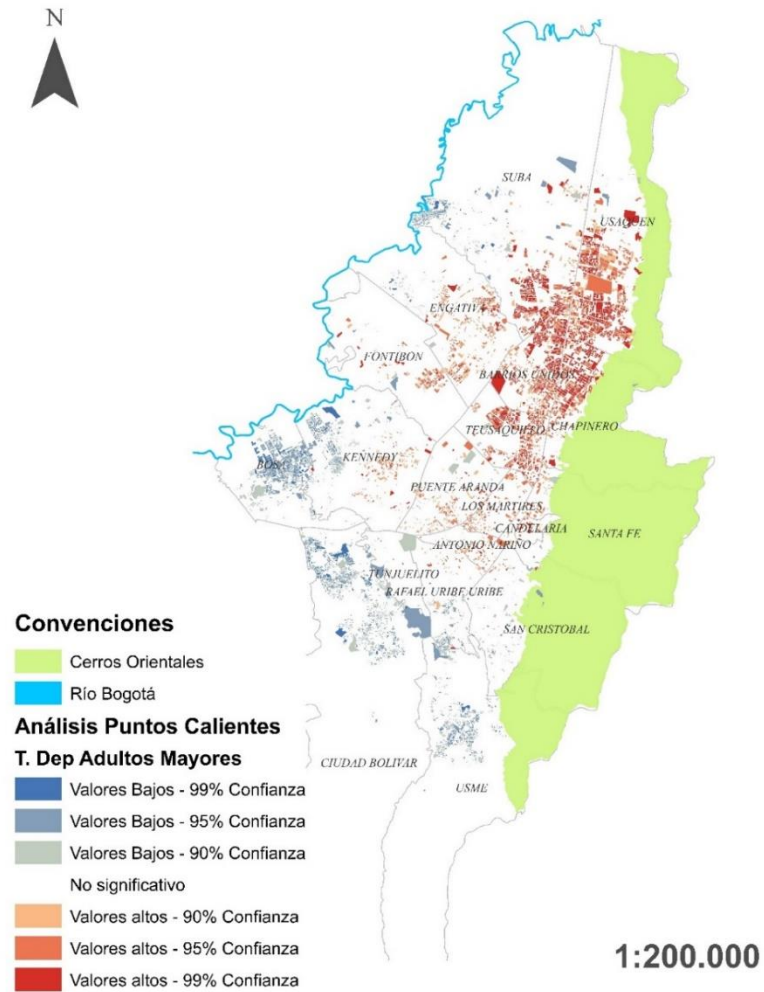 N
SUBA
USAQUEN
ENGATIVA
FONTIBON
BARRIOS UNIDOS
TEUSAQUILLO
CHAPINERO
BOSA
KENNEDY
PUENTE ARANDA
LOS MARTIRES
CANDELARIA
SANTA FE
ANTONIO NARIÑO
TUNJUELITO
RAFAEL URIBE URIBE
SAN CRISTOBAL
CIUDAD BOLIVAR
USME
Convenciones
Cerros Orientales
Río Bogotá
Análisis Puntos Calientes
T. Dep Adultos Mayores
Valores Bajos - 99% Confianza
Valores Bajos - 95% Confianza
Valores Bajos - 90% Confianza
No significativo
Valores altos - 90% Confianza
Valores altos - 95% Confianza
Valores altos - 99% Confianza
1:200.000